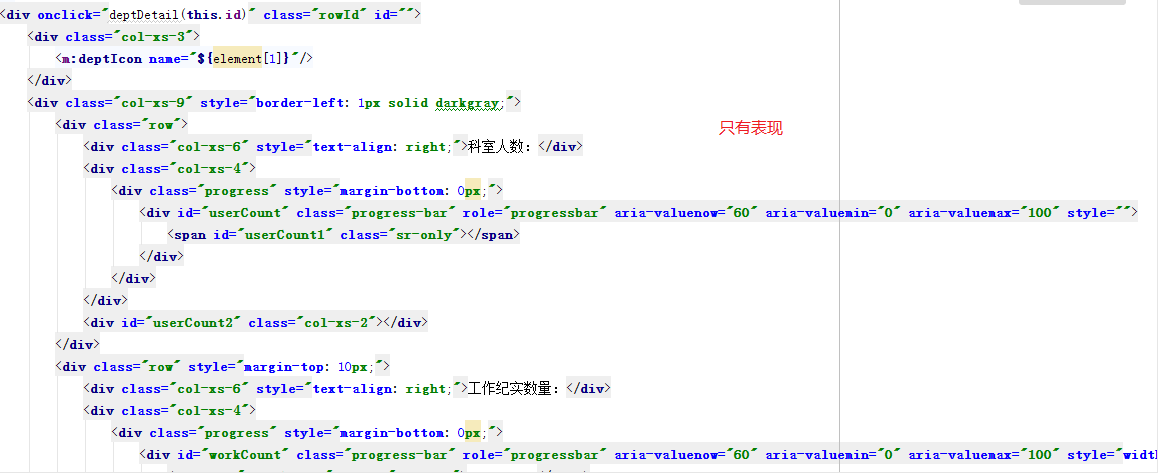 <div onclick="deptDetail(this.id)" class="rowId" id="">
<div class="col-xs-3">
<m:deptIcon name="${element[1]}"/>
</div>
<div class="col-xs-9" style="border-left: 1px solid darkgray;">
<div class="row">
只有表现
<div class="col-xs-6" style="text-align: right;">科室人数：</div>
<div class="col-xs-4">
<div class="progress" style="margin-bottom: 0px;">
<div id="userCount" class="progress-bar" role="progressbar" aria-valuenow="60" aria-valuemin="0" aria-valuemax="100" style="">
<span id="userCount1" class="sr-only"></span>
</div>
</div>
</div>
<div id="userCount2" class="col-xs-2"></div>
</div>
<div class="row" style="margin-top: 10px;">
<div class="col-xs-6" style="text-align: right;">工作纪实数量：</div>
<div class="col-xs-4">
<div class="progress" style="margin-bottom: 0px;">
<div id="workCount" class="progress-bar" role="progressbar" aria-valuenow="60" aria-valuemin="0" aria-valuemax="100" style="widt